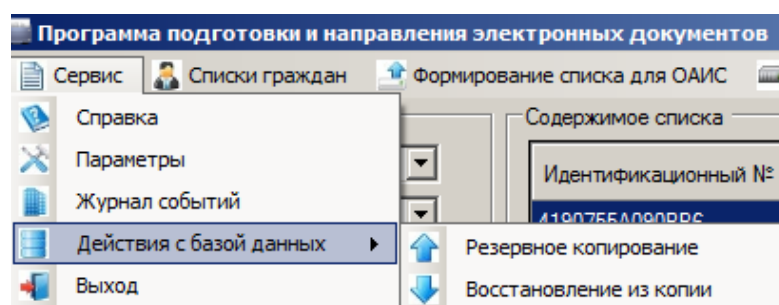 Программа подготовки и направления электронных документов
Сервис Списки граждан Формирование списка для ОАИС
Справка
Содержимое списка
Параметры
Идентификационный №
Журнал событий
Действия с базой данных
Резервное копирование
Выход
Восстановление из копии